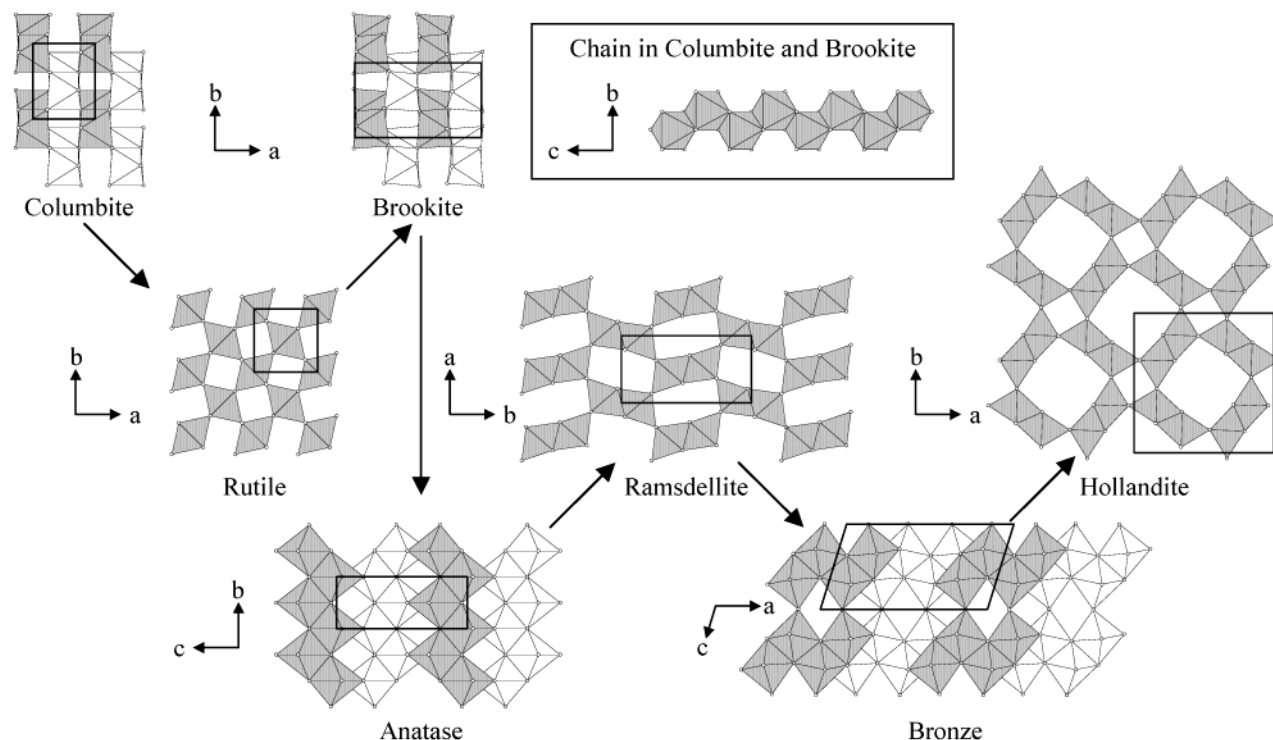 Chain in Columbite and Brookite
b
c
b
a
Columbite
Brookite
b
a
Rutile
a
b
Ramsdellite
b
a
Hollandite
b
c
Anatase
a
c
Bronze